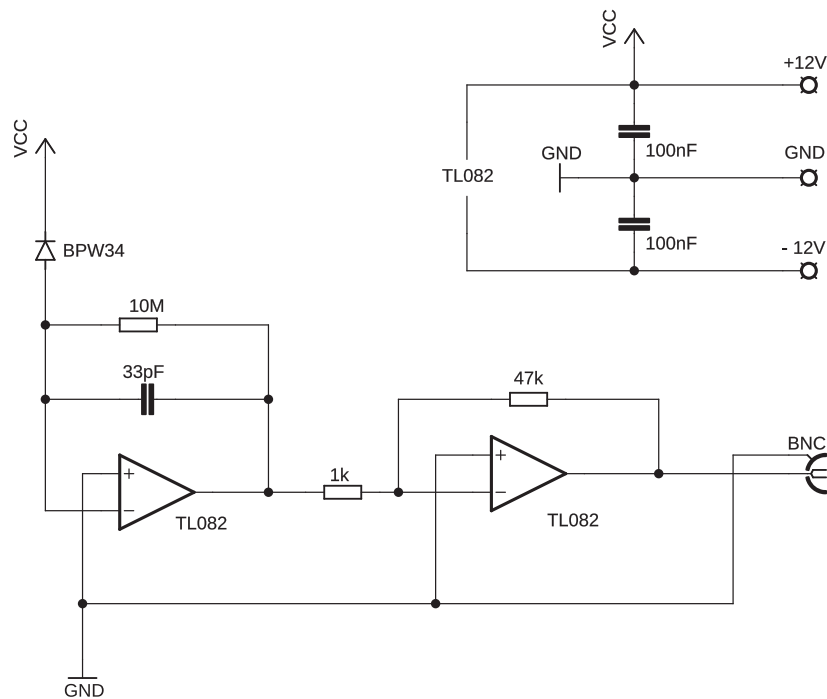 VCC
+12V
VCC
100nF
GND
GND
TL082
BPW34
100nF
- 12V
10M
33pF
47k
BNC
+
+
1k
−
−
TL082
TL082
GND